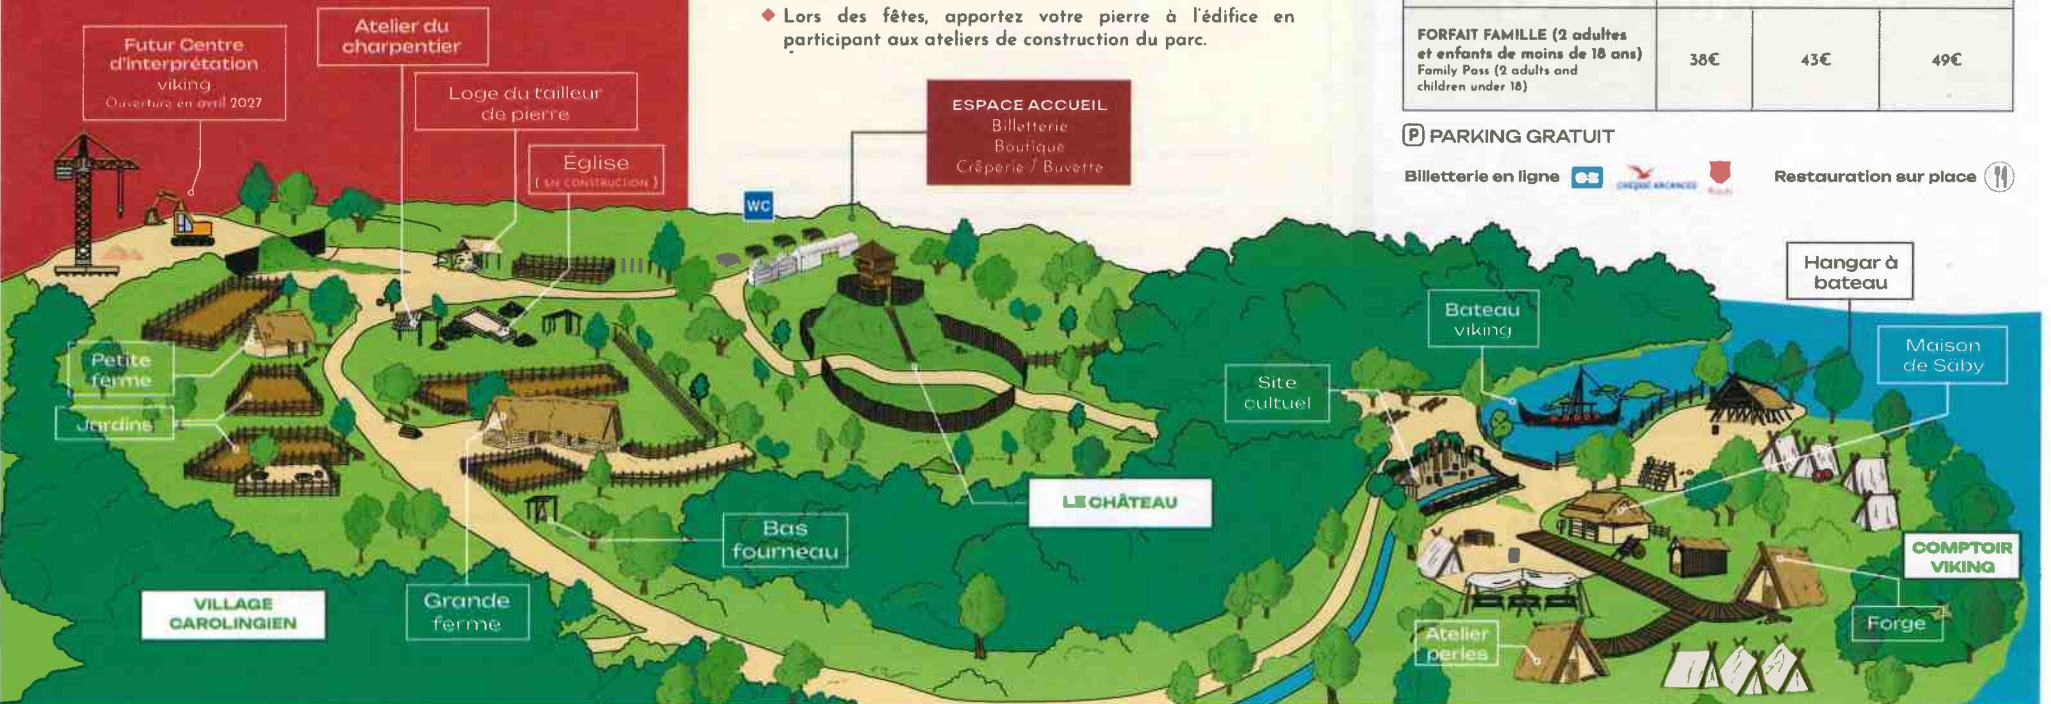 Lors des fêtes, apportez votre pierre à l'édifice en
participant aux ateliers de construction du parc.
FORFAIT FAMILLE (2 adultes
et enfants de moins de 18 ans)
Family Pass (2 adults and
children under 18)
38€
43€
49€
P PARKING GRATUIT
Billetterie en ligne
Restauration sur place
Futur Centre
d'interprétation
viking
Ouverture en avril 2027
Atelier du
charpentier
Loge du tailleur
de pierre
Église
( EN CONSTRUCTION )
ESPACE ACCUEIL
Billetterie
Boutique
Crêperie / Buvette
WC
Hangar à
bateau
Bateau
viking
Maison
de Säby
Site
cultuel
Petite
ferme
Jardins
LE CHÂTEAU
Bas
fourneau
COMPTOIR
VIKING
VILLAGE
CAROLINGIEN
Grande
ferme
Forge
Atelier
perles